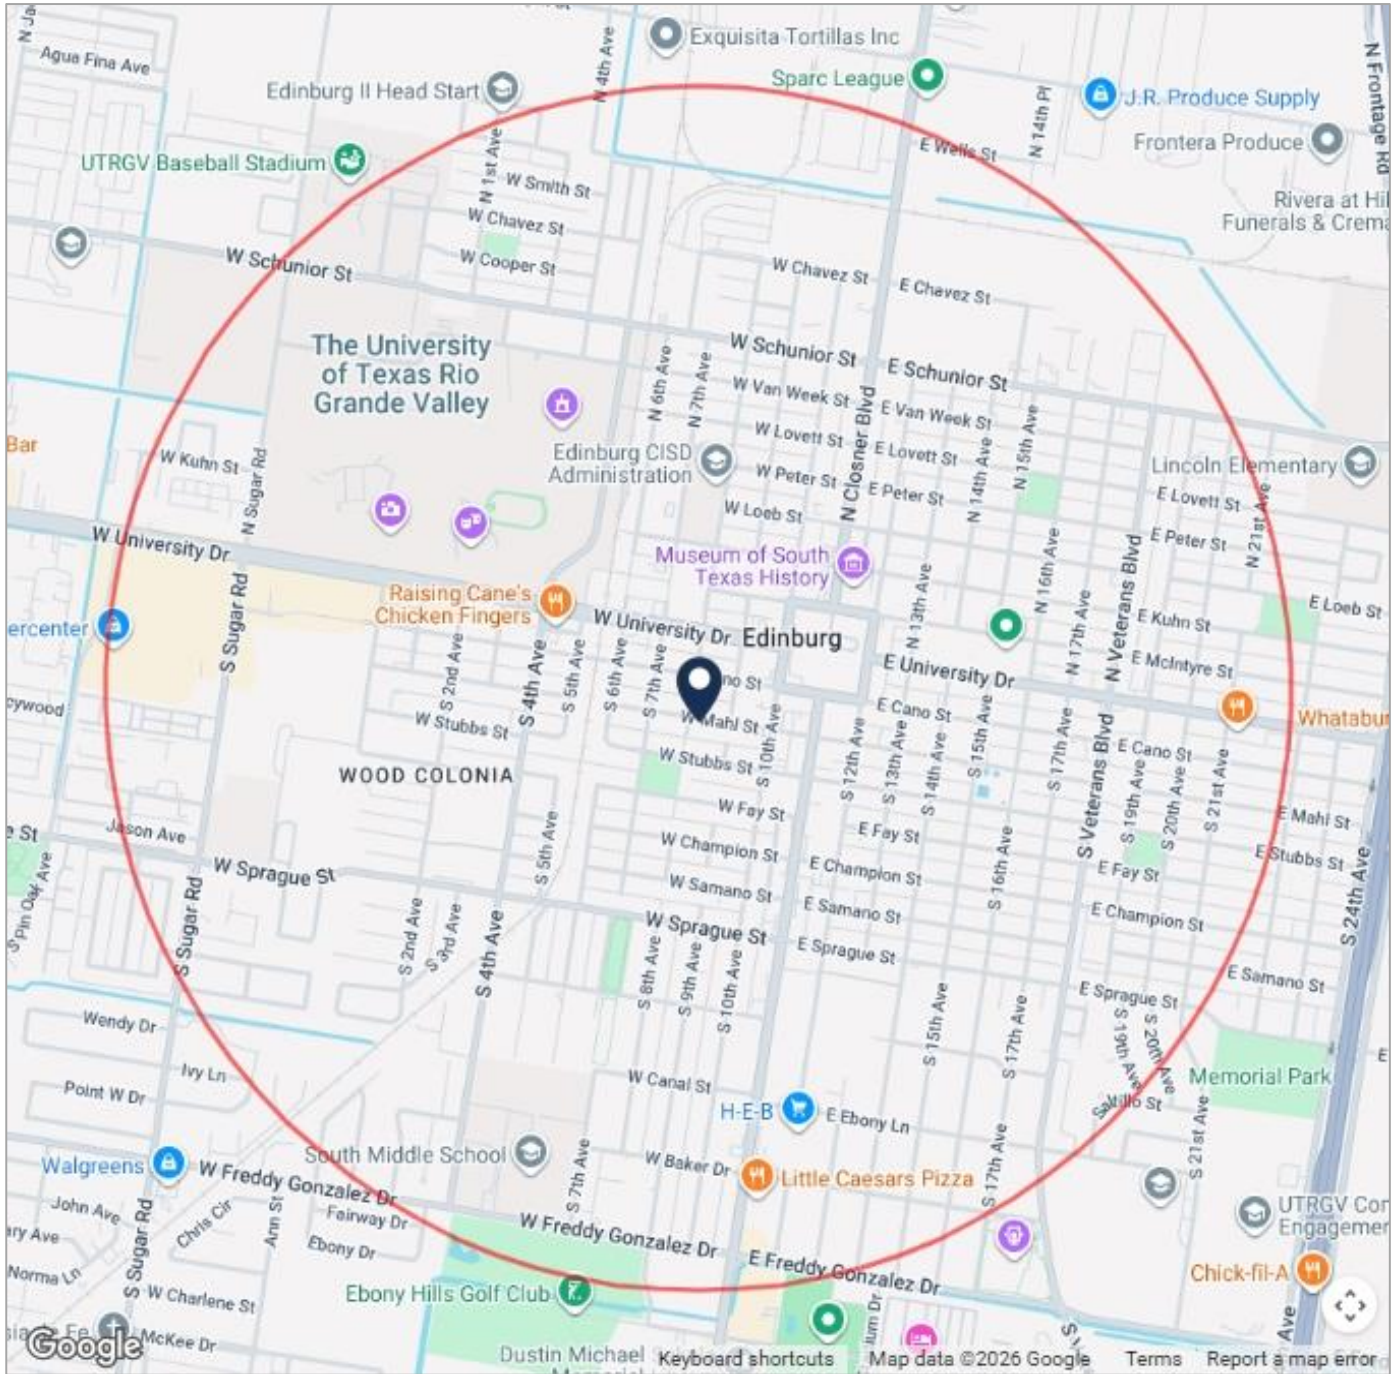 N Ja
Agua Fina Ave
Edinburg II Head Start
N 4th Ave
Exquisita Tortillas Inc
Sparc League
J.R. Produce Supply
N Frontage Rd
UTRGV Baseball Stadium
N 1st Ave
W Smith St
E Wells St
N 14th Pl
Frontera Produce
Rivera at Hil
Funerals & Crema
W Chavez St
W Cooper St
W Schunior St
W Chavez St
E Chavez St
The University
of Texas Rio
Grande Valley
N 6th Ave
N 7th Ave
W Schunior St
E Schunior St
W Van Week St
E Van Week St
N Closner Blvd
Bar
W Kuhn St
N Sugar Rd
Edinburg CISD
Administration
W Lovett St
E Lovett St
W Peter St
E Peter St
N 14th Ave
N 15th Ave
Lincoln Elementary
E Lovett St
E Peter St
N 21st Ave
W Loeb St
W University Dr
Museum of South
Texas History
N 13th Ave
N 16th Ave
N Veterans Blvd
Raising Cane's
Chicken Fingers
S Sugar Rd
ercenter
W University Dr
Edinburg
N 17th Ave
E Kuhn St
E Loeb St
E McIntyre St
E University Dr
S 2nd Ave
S 4th Ave
S 5th Ave
S 6th Ave
S 7th Ave
no St
W Mahl St
E Cano St
Whatabur
cywood
W Stubbs St
W Stubbs St
S 10th Ave
S 12th Ave
S 13th Ave
S 14th Ave
S 15th Ave
S 17th Ave
S Veterans Blvd
E Cano St
S 19th Ave
S 20th Ave
S 21st Ave
WOOD COLONIA
W Fay St
E Fay St
E Mahl St
e St
Jason Ave
W Sprague St
S 5th Ave
W Champion St
E Champion St
S 16th Ave
E Fay St
E Stubbs St
S 24th Ave
W Samano St
E Samano St
E Champion St
S Pin Oak Ave
S Sugar Rd
S 2nd Ave
S 3rd Ave
S 4th Ave
W Sprague St
E Sprague St
E Samano St
S 8th Ave
S 9th Ave
S 10th Ave
S 15th Ave
S 17th Ave
E Sprague St
S 19th Ave
S 20th Ave
Wendy Dr
Ivy Ln
Point W Dr
W Canal St
H-E-B
E Ebony Ln
Saltillo St
Memorial Park
E
S 21st Ave
Walgreens
W Freddy Gonzalez Dr
South Middle School
S 7th Ave
W Baker Dr
Little Caesars Pizza
S 17th Ave
UTRGV Con
Engagemen
John Ave
ary Ave
Chris Cir
Ann St
Fairway Dr
Ebony Dr
W Freddy Gonzalez Dr
E Freddy Gonzalez Dr
Norma Ln
S Sugar Rd
W Charlene St
Ebony Hills Golf Club
Chick-fil-A
McKee Dr
Google
Dustin Michael
Keyboard shortcuts
Map data ©2026 Google
Terms
Report a map error